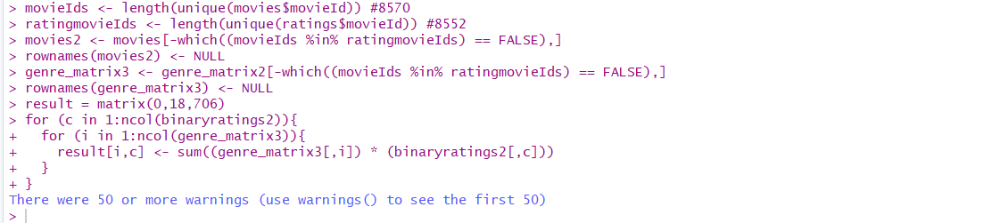 > movieIds <- length(unique(movies$movieId)) #8570
> ratingmovieIds <- length(unique(ratings$movieId)) #8552
> movies2 <- movies[-which((movieIds %in% ratingmovieIds) == FALSE),]
> rownames(movies2) <- NULL
> genre_matrix3 <- genre_matrix2[-which((movieIds %in% ratingmovieIds) == FALSE),]
> rownames(genre_matrix3) <- NULL
> result = matrix(0,18,706)
> for (c in 1:ncol(binaryratings2)){
+   for (i in 1:ncol(genre_matrix3)){
+     result[i,c] <- sum((genre_matrix3[,i]) * (binaryratings2[,c]))
+   }
+ }
There were 50 or more warnings (use warnings() to see the first 50)
>